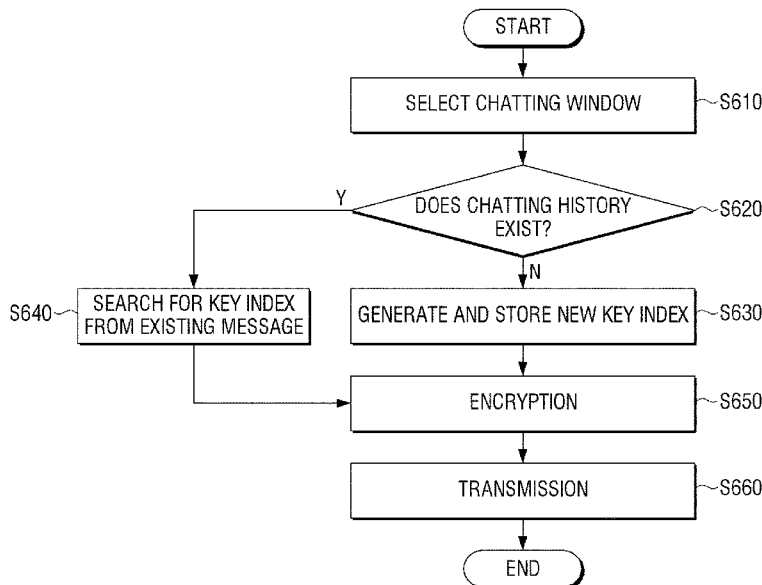 START
SELECT CHATTING WINDOW
S610
DOES CHATTING HISTORY
EXIST?
S620
Y
N
SEARCH FOR KEY INDEX
FROM EXISTING MESSAGE
S640
GENERATE AND STORE NEW KEY INDEX
S630
ENCRYPTION
S650
TRANSMISSION
S660
END